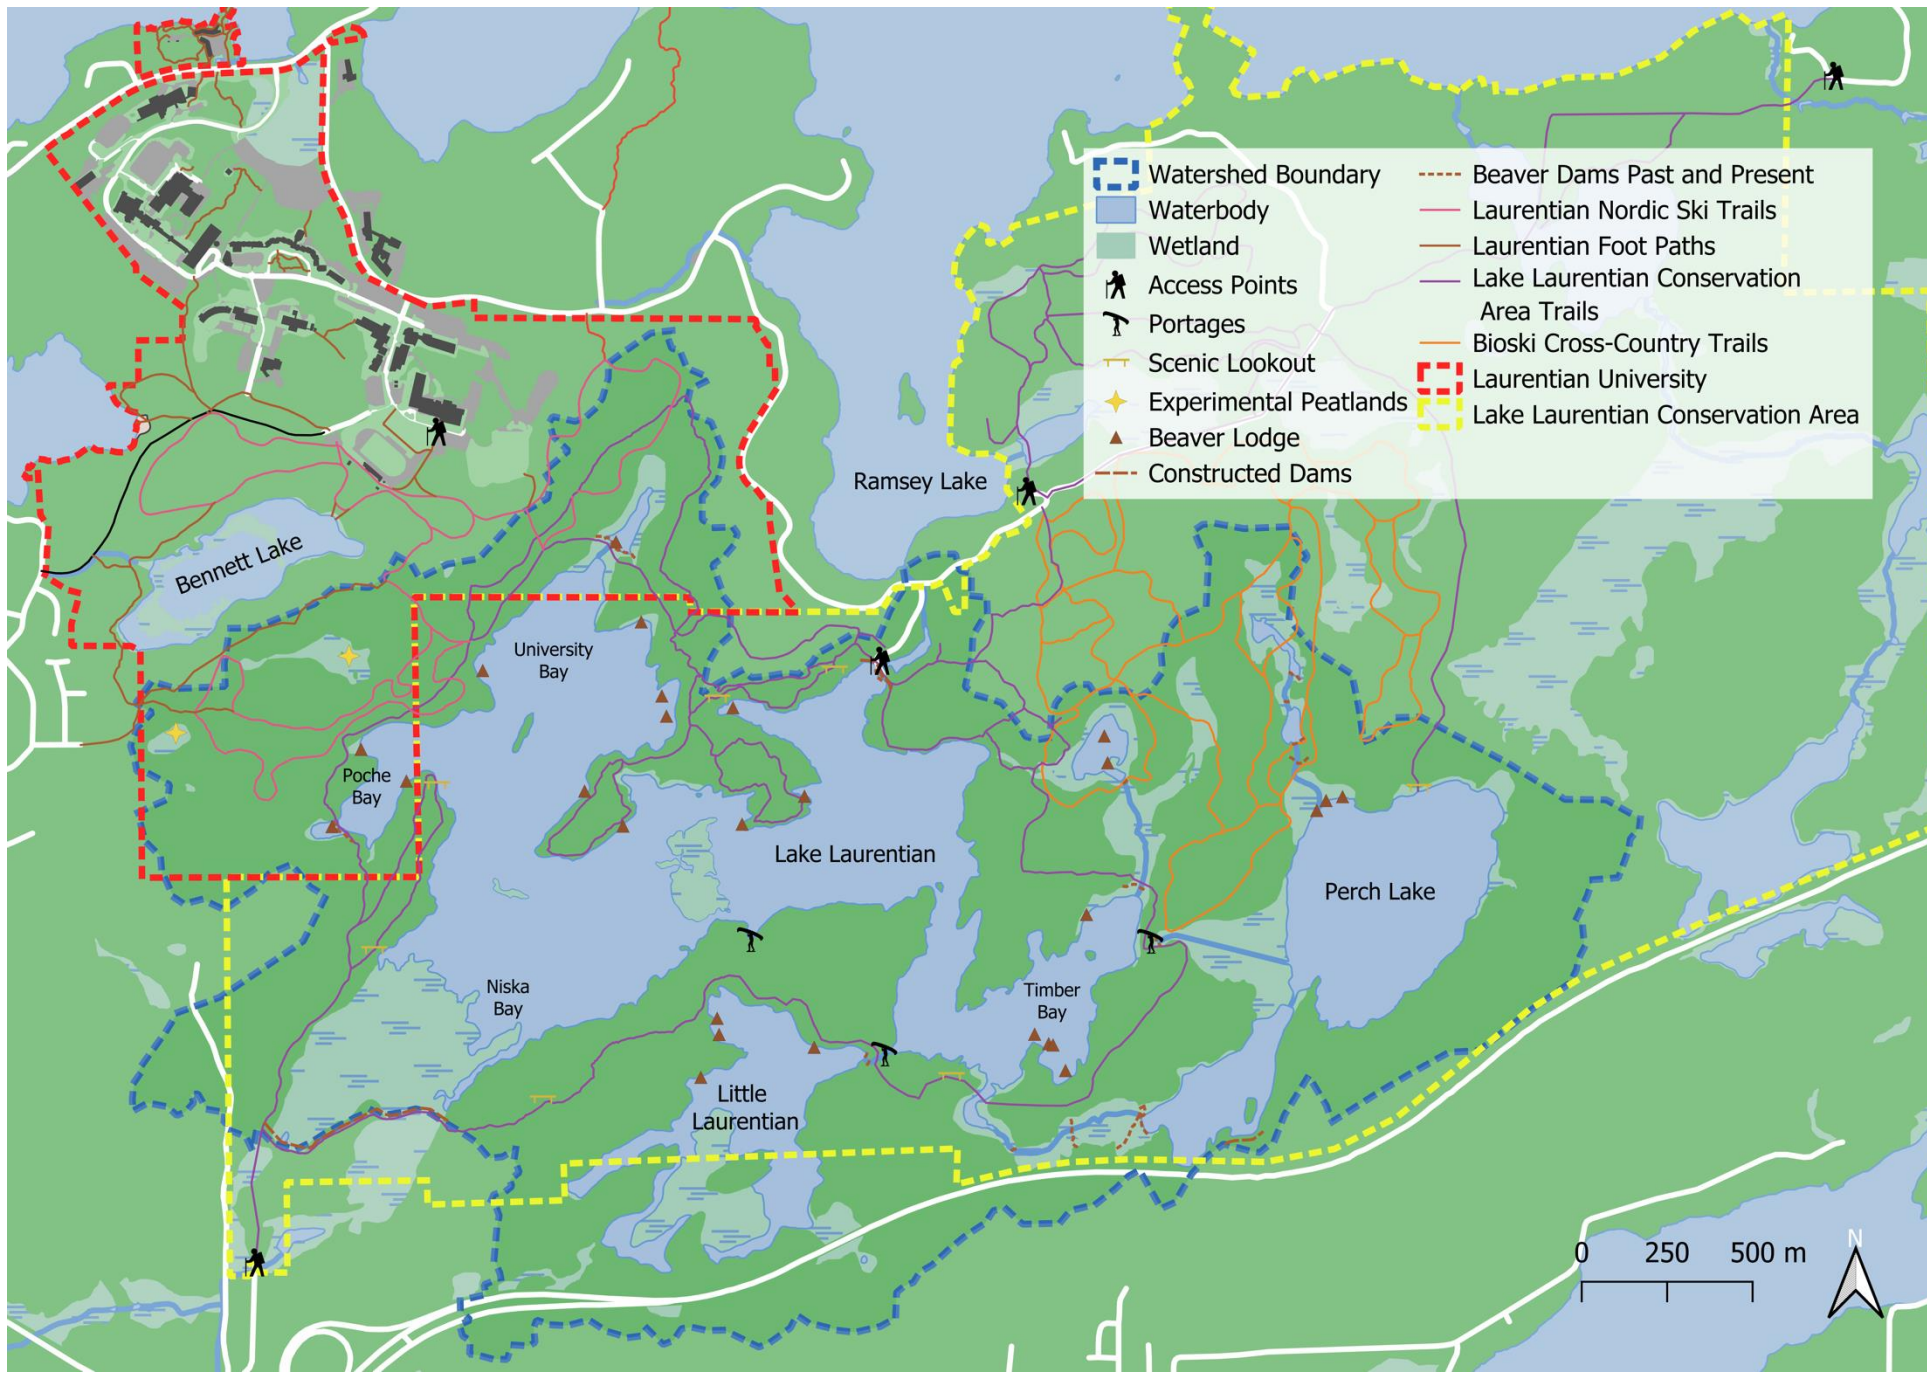 Watershed Boundary
Waterbody
Wetland
Access Points
Portages
Scenic Lookout
Experimental Peatlands
Beaver Lodge
Constructed Dams
Beaver Dams Past and Present
Laurentian Nordic Ski Trails
Laurentian Foot Paths
Lake Laurentian Conservation
Area Trails
Bioski Cross-Country Trails
Laurentian University
Lake Laurentian Conservation Area
Ramsey Lake
Bennett Lake
University
Bay
Poche
Bay
Lake Laurentian
Perch Lake
Niska
Bay
Timber
Bay
Little
Laurentian
N
0 250 500 m